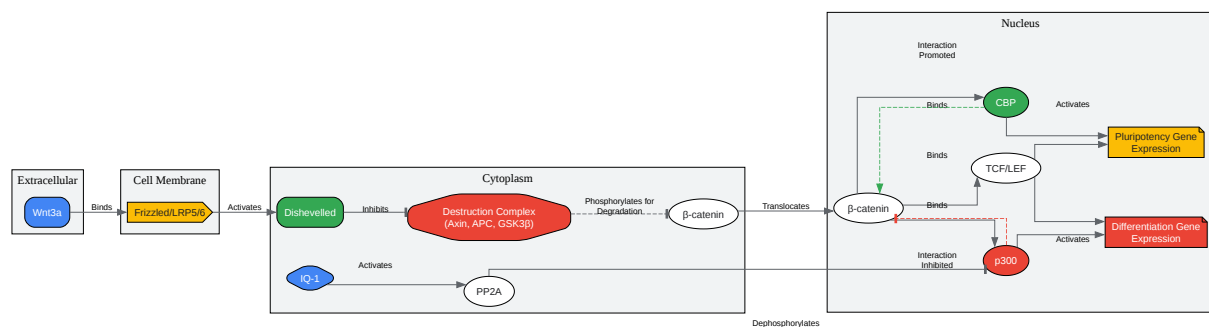 Nucleus
Interaction
Promoted
CBP
Binds
Activates
Pluripotency Gene
Expression
Binds
TCF/LEF
Extracellular
Cell Membrane
Cytoplasm
Wnt3a
Binds
Frizzled/LRP5/6
Activates
Dishevelled
Inhibits
Destruction Complex
(Axin, APC, GSK3β)
Phosphorylates for
Degradation
β-catenin
Translocates
β-catenin
Binds
Differentiation Gene
Expression
Activates
Interaction
Inhibited
p300
IQ-1
Activates
PP2A
Dephosphorylates